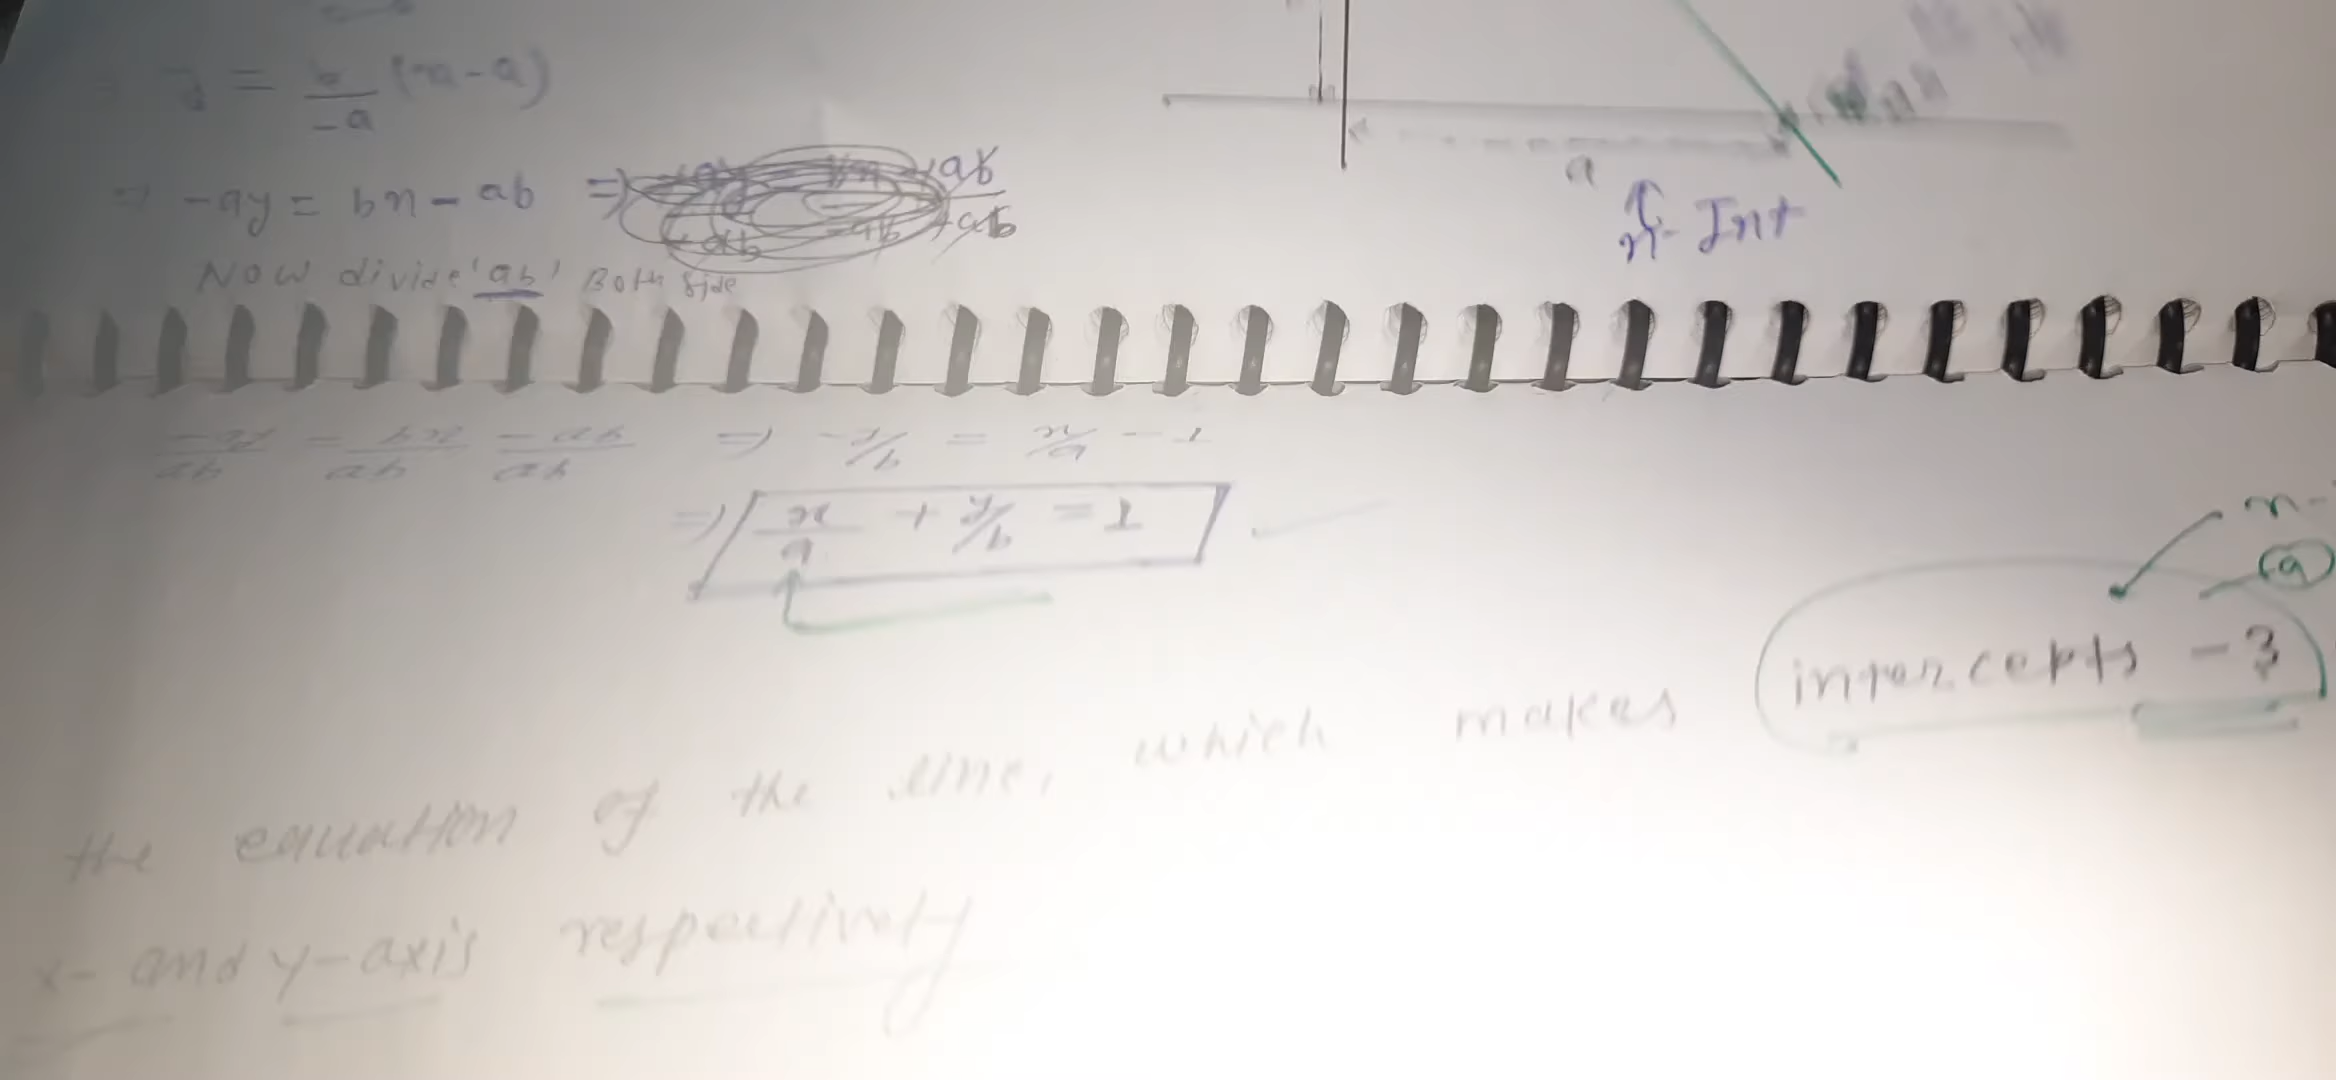 y = b/-a (x-a)
⇒ -ay = bx - ab ⇒
Now divide 'ab' Both side
a
x-Int
-ay/ab = bx/ab - ab/ab ⇒ -y/b = x/a - 1
⇒ x/a + y/b = 1
(a)
intercepts -3
the equation of the line, which makes
x- and y-axis respectively